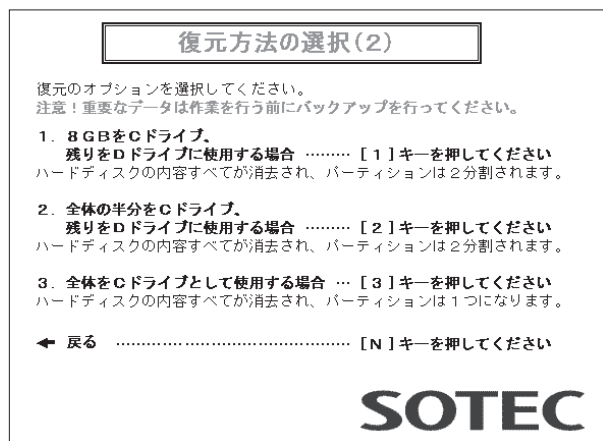 復元方法の選択(2)
復元のオプションを選択してください。
注意！重要なデータは作業を行う前にバックアップを行ってください。
1．8GBをCドライブ、
残りをDドライブに使用する場合 ……… [1]キーを押してください
ハードディスクの内容すべてが消去され、パーティションは2分割されます。
2．全体の半分をCドライブ、
残りをDドライブに使用する場合 ……… [2]キーを押してください
ハードディスクの内容すべてが消去され、パーティションは2分割されます。
3．全体をCドライブとして使用する場合 … [3]キーを押してください
ハードディスクの内容すべてが消去され、パーティションは1つになります。
← 戻る ………………………………………… [N]キーを押してください
SOTEC